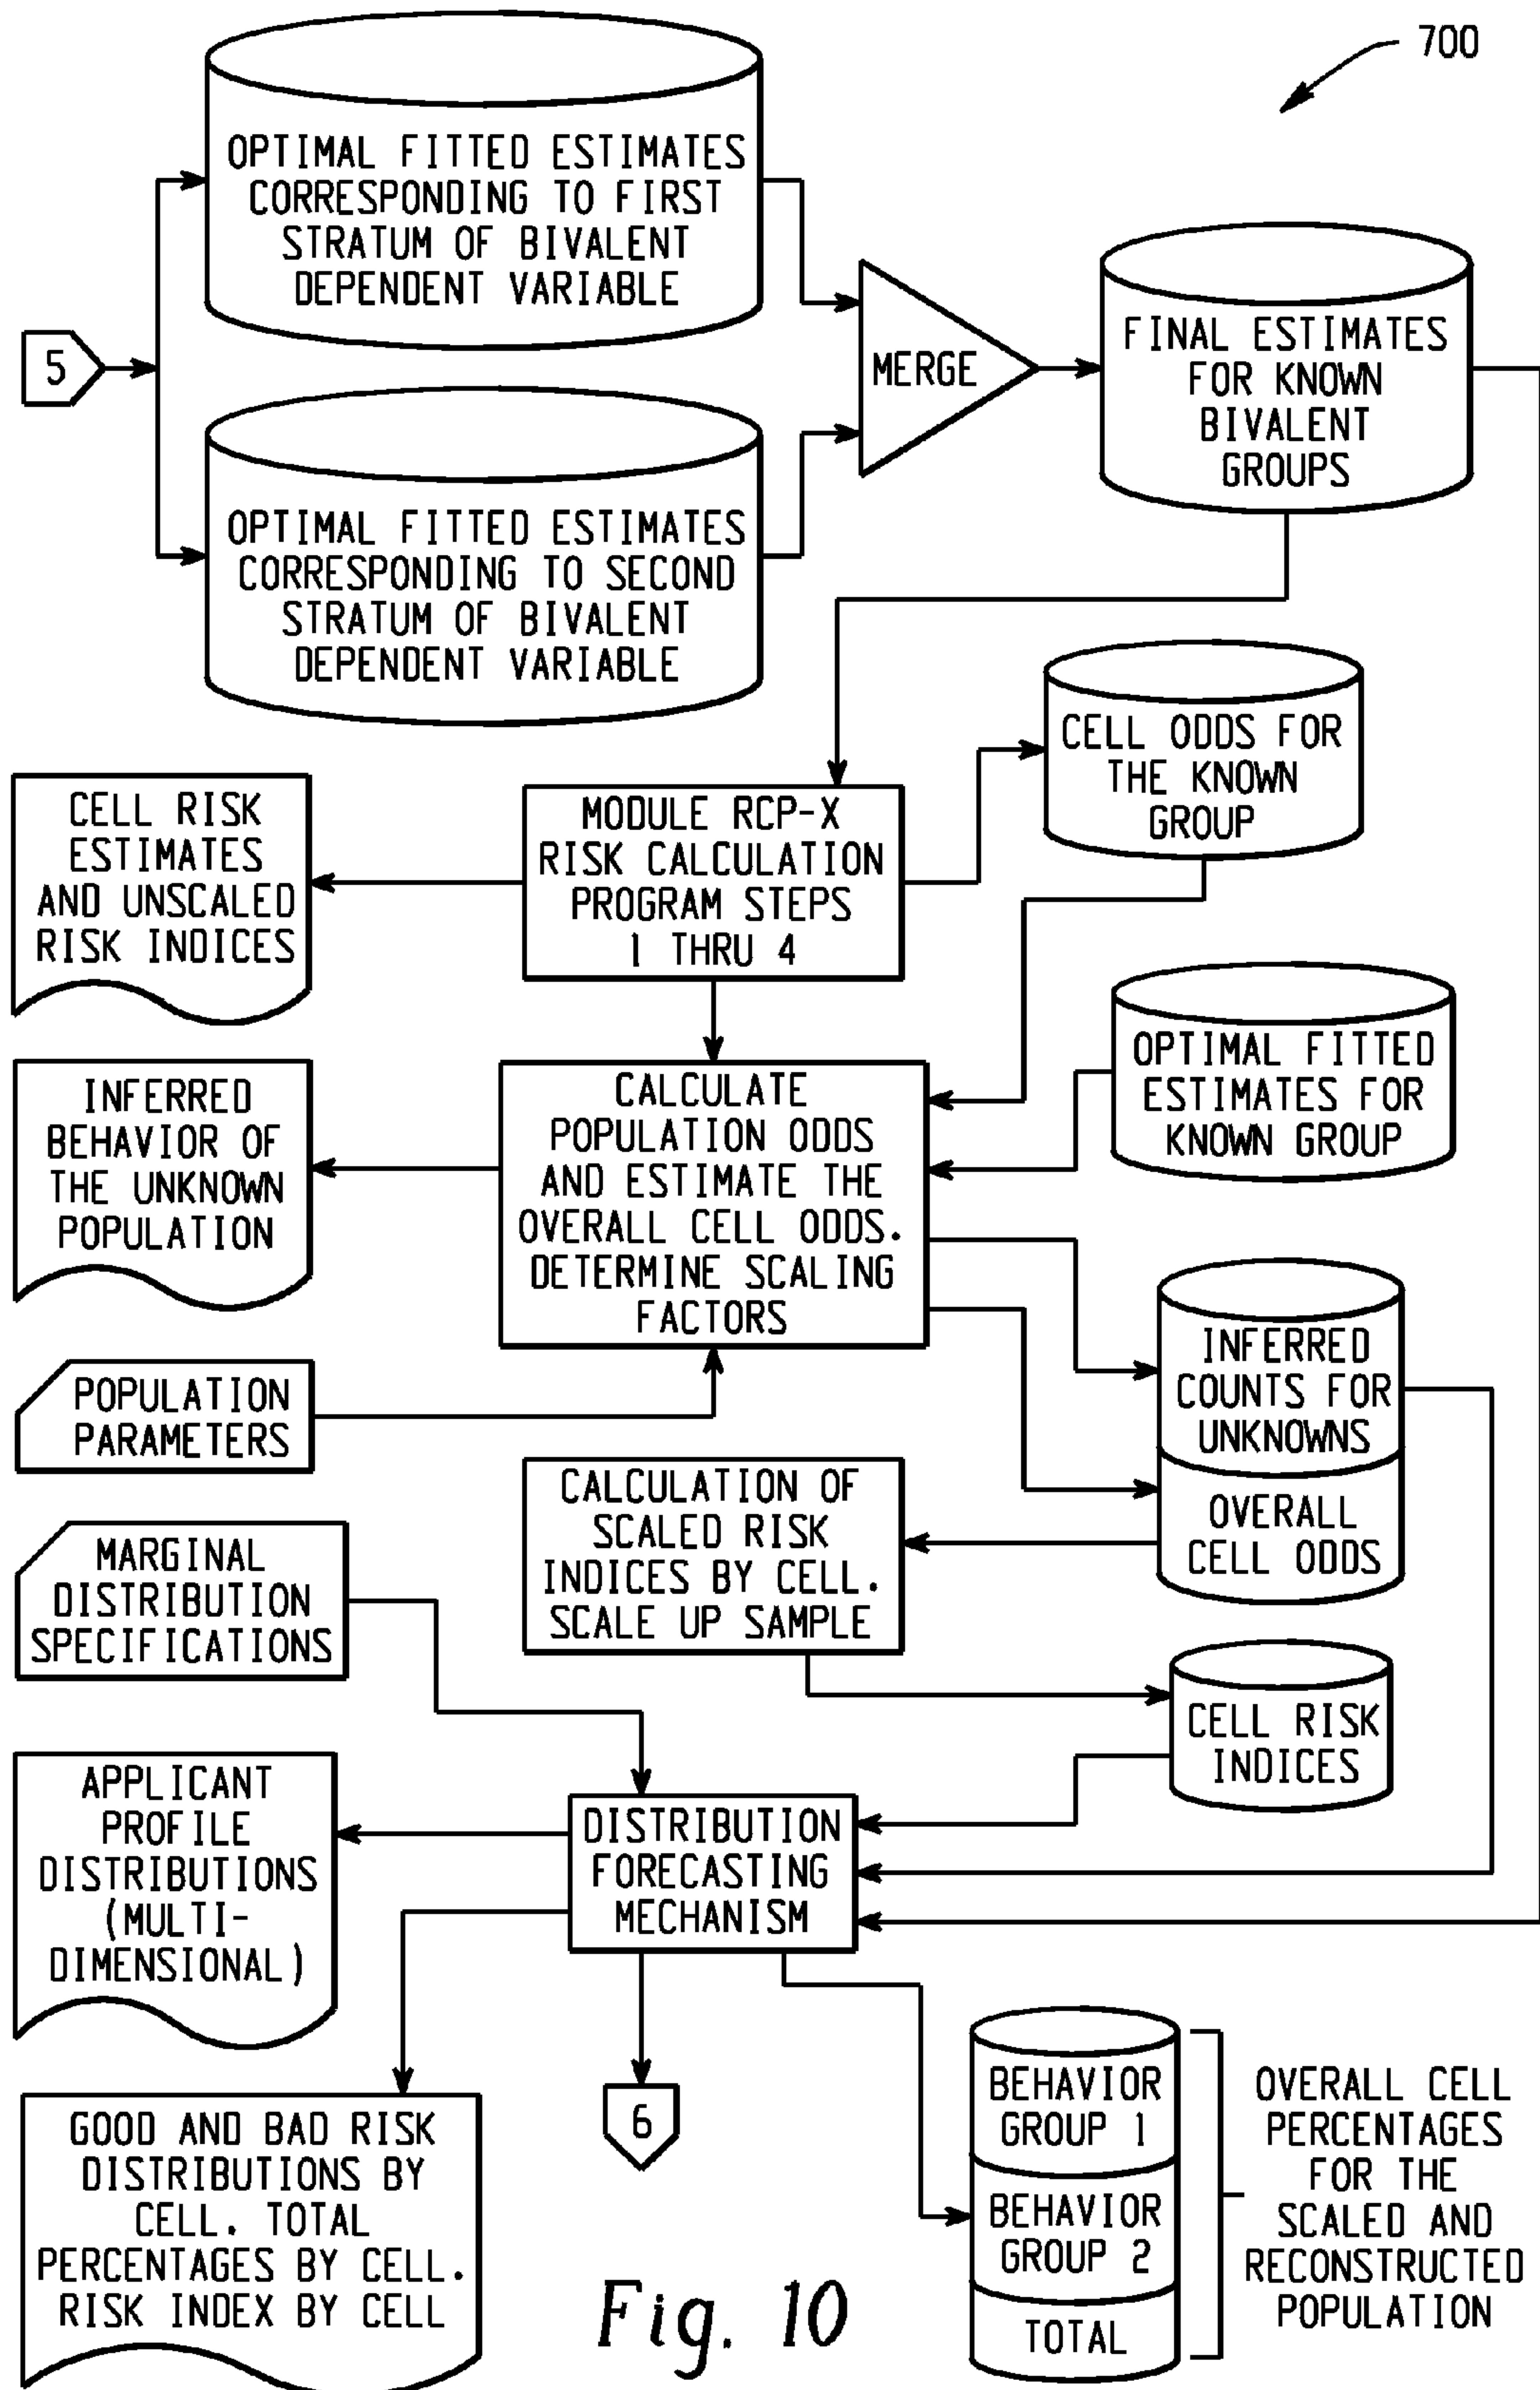 700
OPTIMAL FITTED ESTIMATES
CORRESPONDING TO FIRST
STRATUM OF BIVALENT
DEPENDENT VARIABLE
5
MERGE
FINAL ESTIMATES
FOR KNOWN
BIVALENT
GROUPS
OPTIMAL FITTED ESTIMATES
CORRESPONDING TO SECOND
STRATUM OF BIVALENT
DEPENDENT VARIABLE
CELL ODDS FOR
THE KNOWN
GROUP
CELL RISK
ESTIMATES
AND UNSCALED
RISK INDICES
MODULE RCP-X
RISK CALCULATION
PROGRAM STEPS
1 THRU 4
OPTIMAL FITTED
ESTIMATES FOR
KNOWN GROUP
INFERRED
BEHAVIOR OF
THE UNKNOWN
POPULATION
CALCULATE
POPULATION ODDS
AND ESTIMATE THE
OVERALL CELL ODDS.
DETERMINE SCALING
FACTORS
INFERRED
COUNTS FOR
UNKNOWNS
OVERALL
CELL ODDS
POPULATION
PARAMETERS
CALCULATION OF
SCALED RISK
INDICES BY CELL.
SCALE UP SAMPLE
MARGINAL
DISTRIBUTION
SPECIFICATIONS
CELL RISK
INDICES
APPLICANT
PROFILE
DISTRIBUTIONS
(MULTI-
DIMENSIONAL)
DISTRIBUTION
FORECASTING
MECHANISM
GOOD AND BAD RISK
DISTRIBUTIONS BY
CELL. TOTAL
PERCENTAGES BY CELL.
RISK INDEX BY CELL
6
BEHAVIOR
GROUP 1
BEHAVIOR
GROUP 2
TOTAL
OVERALL CELL
PERCENTAGES
FOR THE
SCALED AND
RECONSTRUCTED
POPULATION
Fig. 10